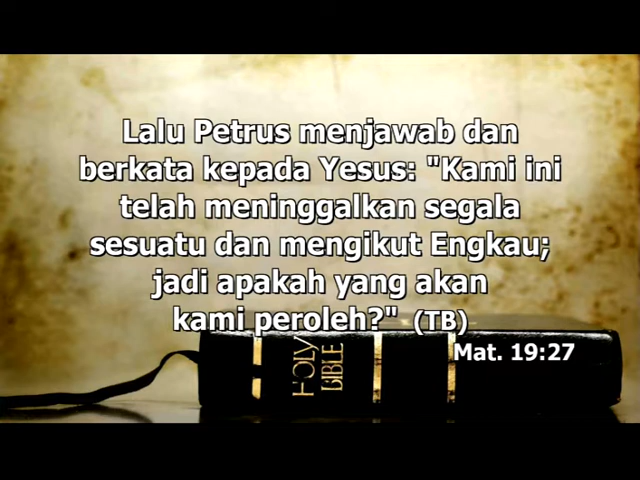 Lalu Petrus menjawab dan
berkata kepada Yesus: "Kami ini
telah meninggalkan segala
sesuatu dan mengikut Engkau;
jadi apakah yang akan
kami peroleh?" (TB)
Mat. 19:27
HOLY
BIBLE